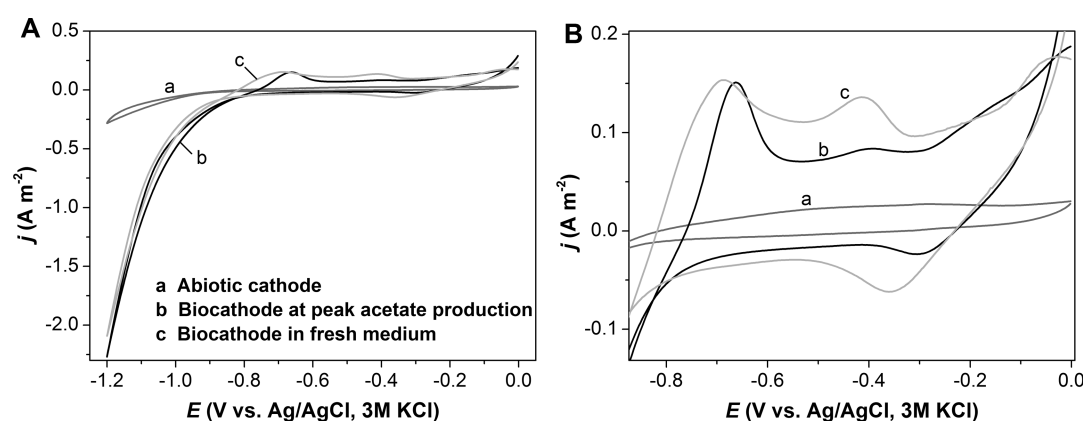 A
B
0.5
0.0
-0.5
-1.0
-1.5
-2.0
j (A m-2)
a
c
b
a Abiotic cathode
b Biocathode at peak acetate production
c Biocathode in fresh medium
-1.2 -1.0 -0.8 -0.6 -0.4 -0.2 0.0
E (V vs. Ag/AgCl, 3M KCl)
0.2
0.1
0.0
-0.1
j (A m-2)
c
b
a
-0.8 -0.6 -0.4 -0.2 0.0
E (V vs. Ag/AgCl, 3M KCl)